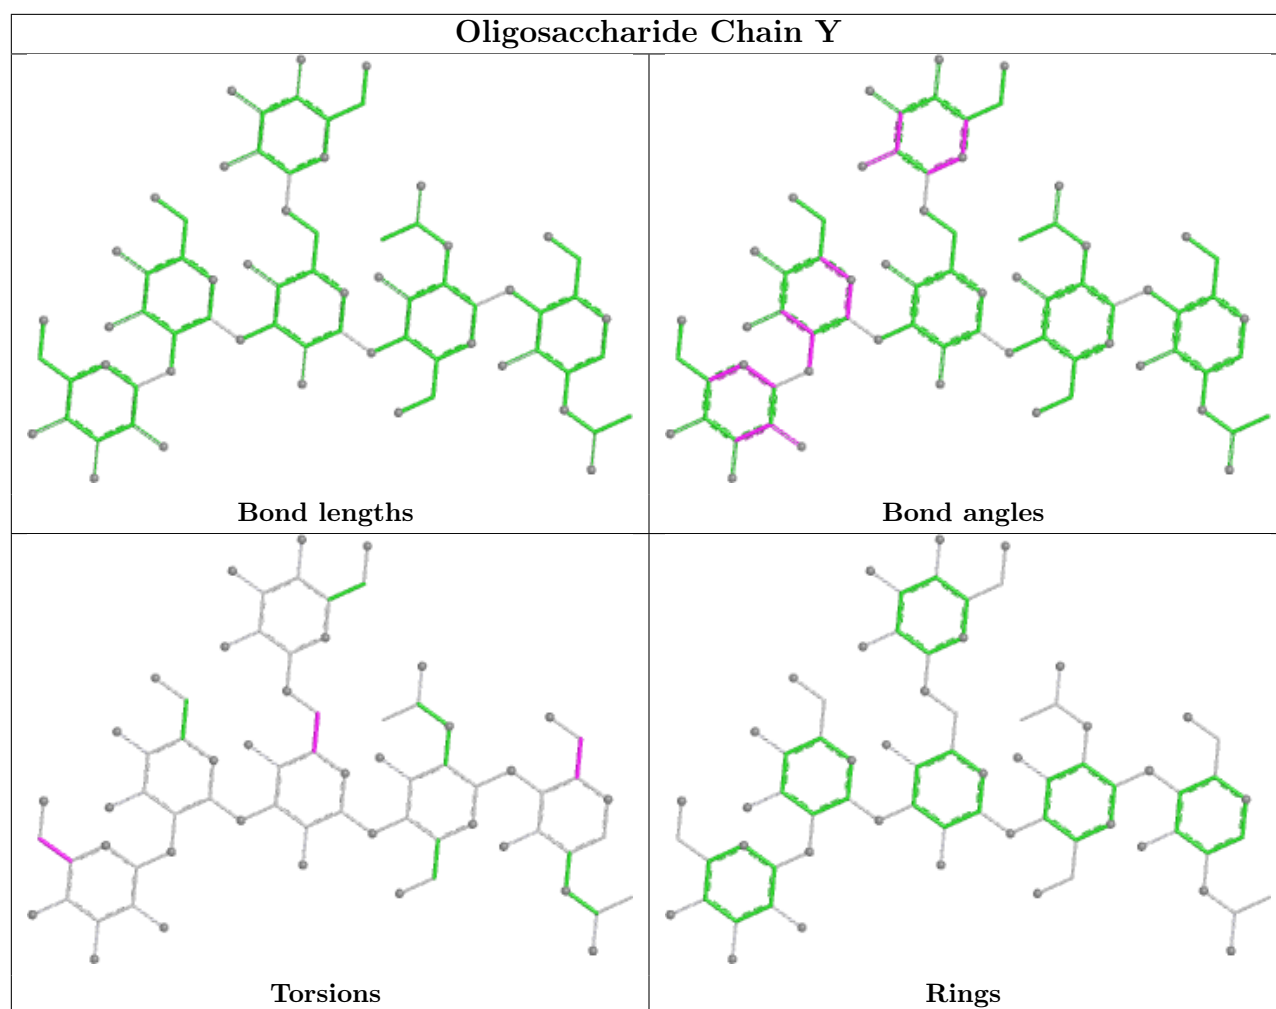 Oligosaccharide Chain Y
Bond lengths
Bond angles
Torsions
Rings